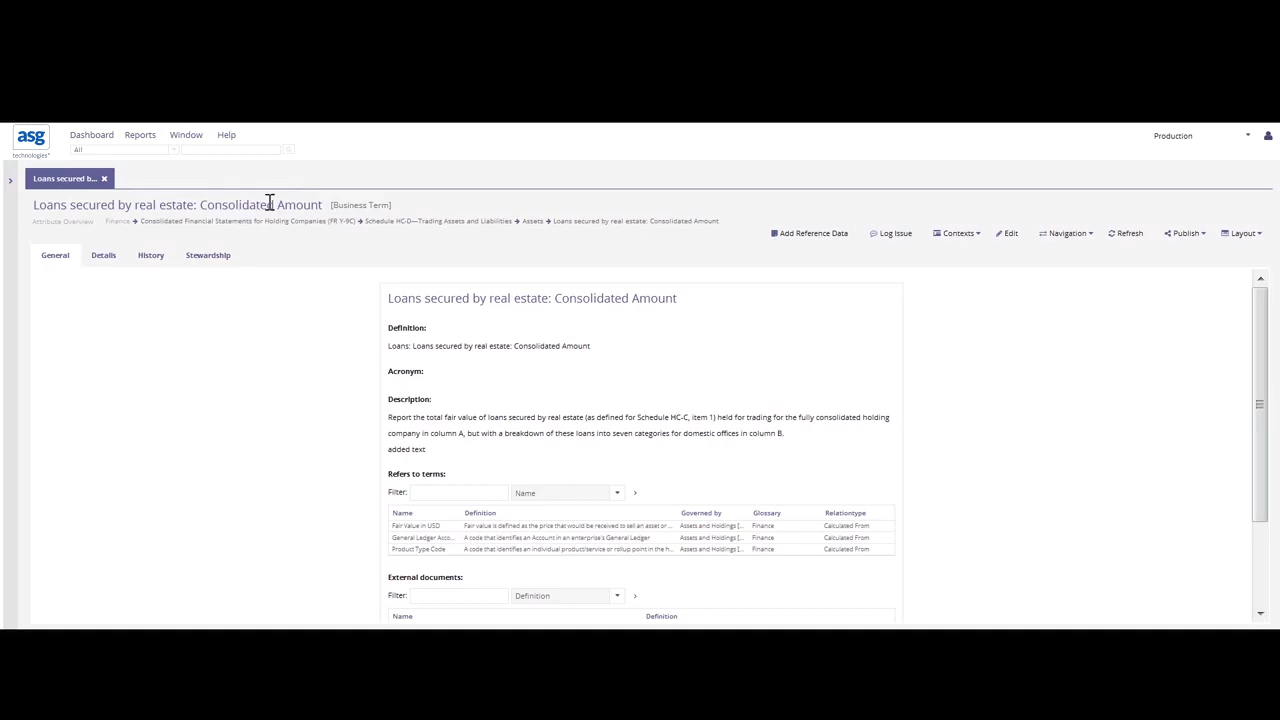 asg
technologies
Dashboard Reports Window Help
Production
All
Loans secured b...
Loans secured by real estate: Consolidated Amount [Business Term]
Attribute Overview Finance → Consolidated Financial Statements for Holding Companies (FR Y-9C) → Schedule HC-D—Trading Assets and Liabilities → Assets → Loans secured by real estate: Consolidated Amount
Add Reference Data Log Issue Contexts Edit Navigation Refresh Publish Layout
General Details History Stewardship
Loans secured by real estate: Consolidated Amount
Definition:
Loans: Loans secured by real estate: Consolidated Amount
Acronym:
Description:
Report the total fair value of loans secured by real estate (as defined for Schedule HC-C, item 1) held for trading for the fully consolidated holding
company in column A, but with a breakdown of these loans into seven categories for domestic offices in column B.
added text
Refers to terms:
Filter: Name
Name Definition Governed by Glossary Relationtype
Fair Value in USD Fair value is defined as the price that would be received to sell an asset or ... Assets and Holdings [... Finance Calculated From
General Ledger Acco... A code that identifies an Account in an enterprise's General Ledger Assets and Holdings [... Finance Calculated From
Product Type Code A code that identifies an individual product/service or rollup point in the h... Assets and Holdings [... Finance Calculated From
External documents:
Filter: Definition
Name Definition